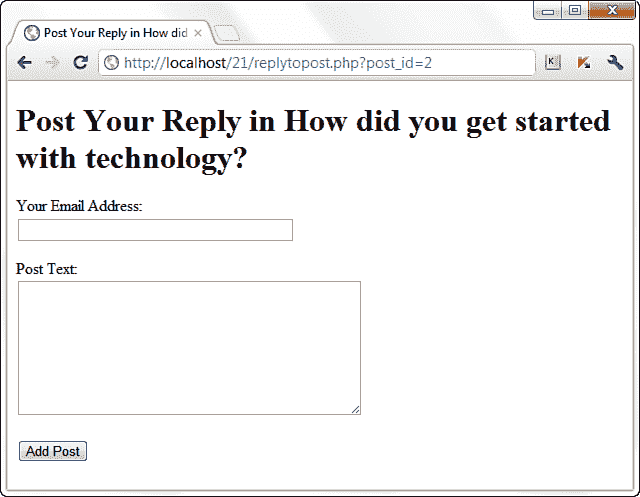 Post Your Reply in How did
http://localhost/21/replytopost.php?post_id=2
Post Your Reply in How did you get started
with technology?
Your Email Address:
Post Text:
Add Post